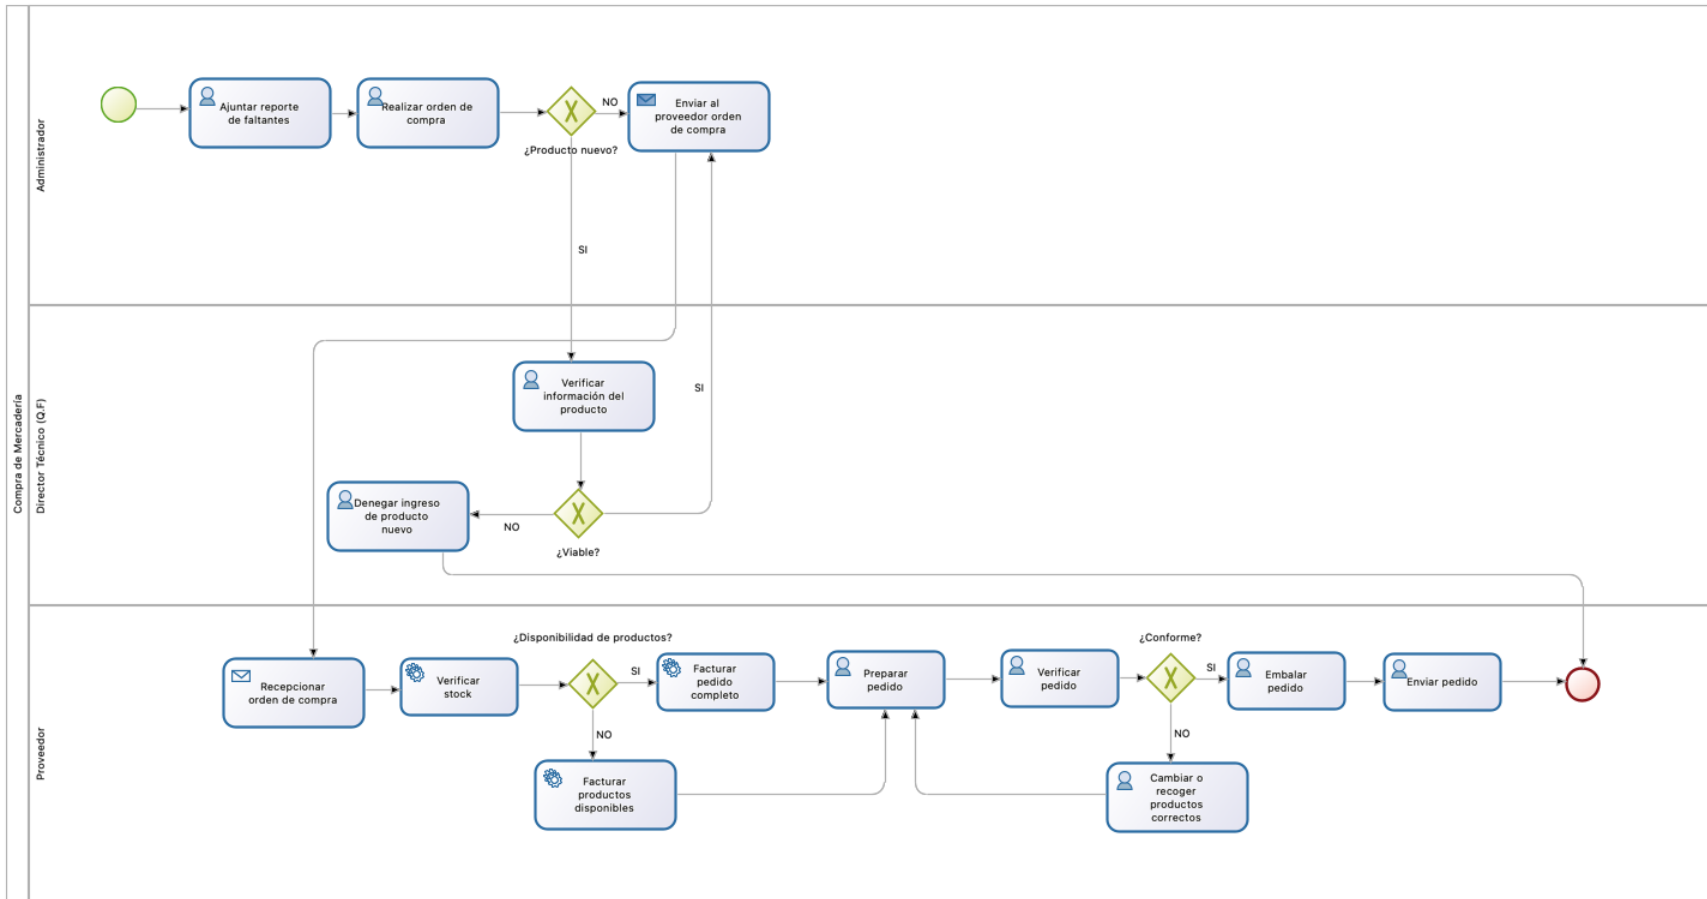 Compra de Mercadería
Administrador
Ajuntar reporte
de faltantes
Realizar orden de
compra
¿Producto nuevo?
NO
Enviar al
proveedor orden
de compra
SI
Director Técnico (Q.F)
Verificar
información del
producto
SI
¿Viable?
NO
Denegar ingreso
de producto
nuevo
Proveedor
Recepcionar
orden de compra
Verificar
stock
¿Disponibilidad de productos?
SI
Facturar
pedido
completo
NO
Facturar
productos
disponibles
Preparar
pedido
Verificar
pedido
¿Conforme?
SI
Embalar
pedido
Enviar pedido
NO
Cambiar o
recoger
productos
correctos